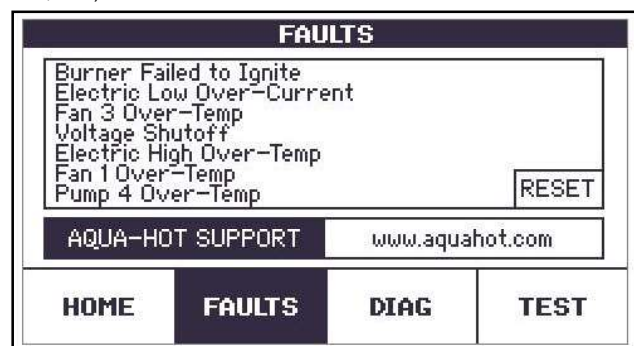 FAULTS
Burner Failed to Ignite
Electric Low Over-Current
Fan 3 Over-Temp
Voltage Shutoff
Electric High Over-Temp
Fan 1 Over-Temp
Pump 4 Over-Temp
RESET
AQUA-HOT SUPPORT www.aquahot.com
HOME FAULTS DIAG TEST